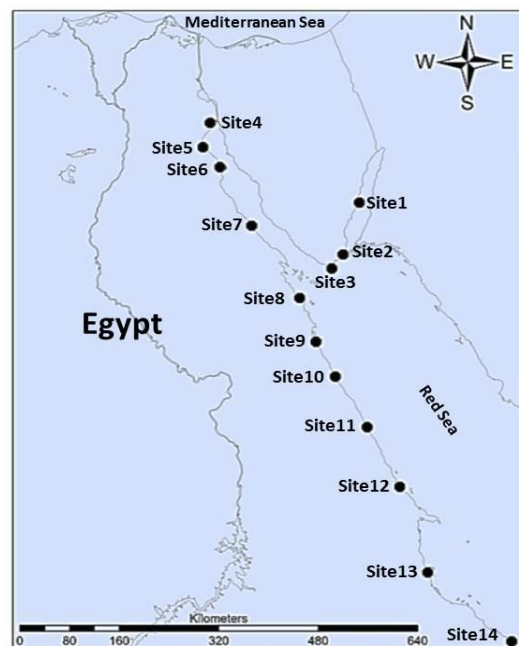 Mediterranean Sea
N
W E
S
Site4
Site5
Site6
Site1
Site7
Site2
Site3
Site8
Egypt
Site9
Site10
Red Sea
Site11
Site12
Site13
Kilometers
Site14
0 80 160 320 480 640